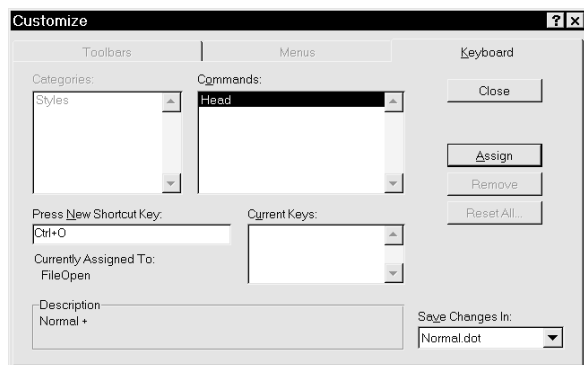 Customize
Toolbars
Menus
Keyboard
Categories:
Commands:
Styles
Head
Close
Assign
Remove
Reset All...
Press New Shortcut Key:
Current Keys:
Ctrl+O
Currently Assigned To:
FileOpen
Description
Normal +
Save Changes In:
Normal.dot